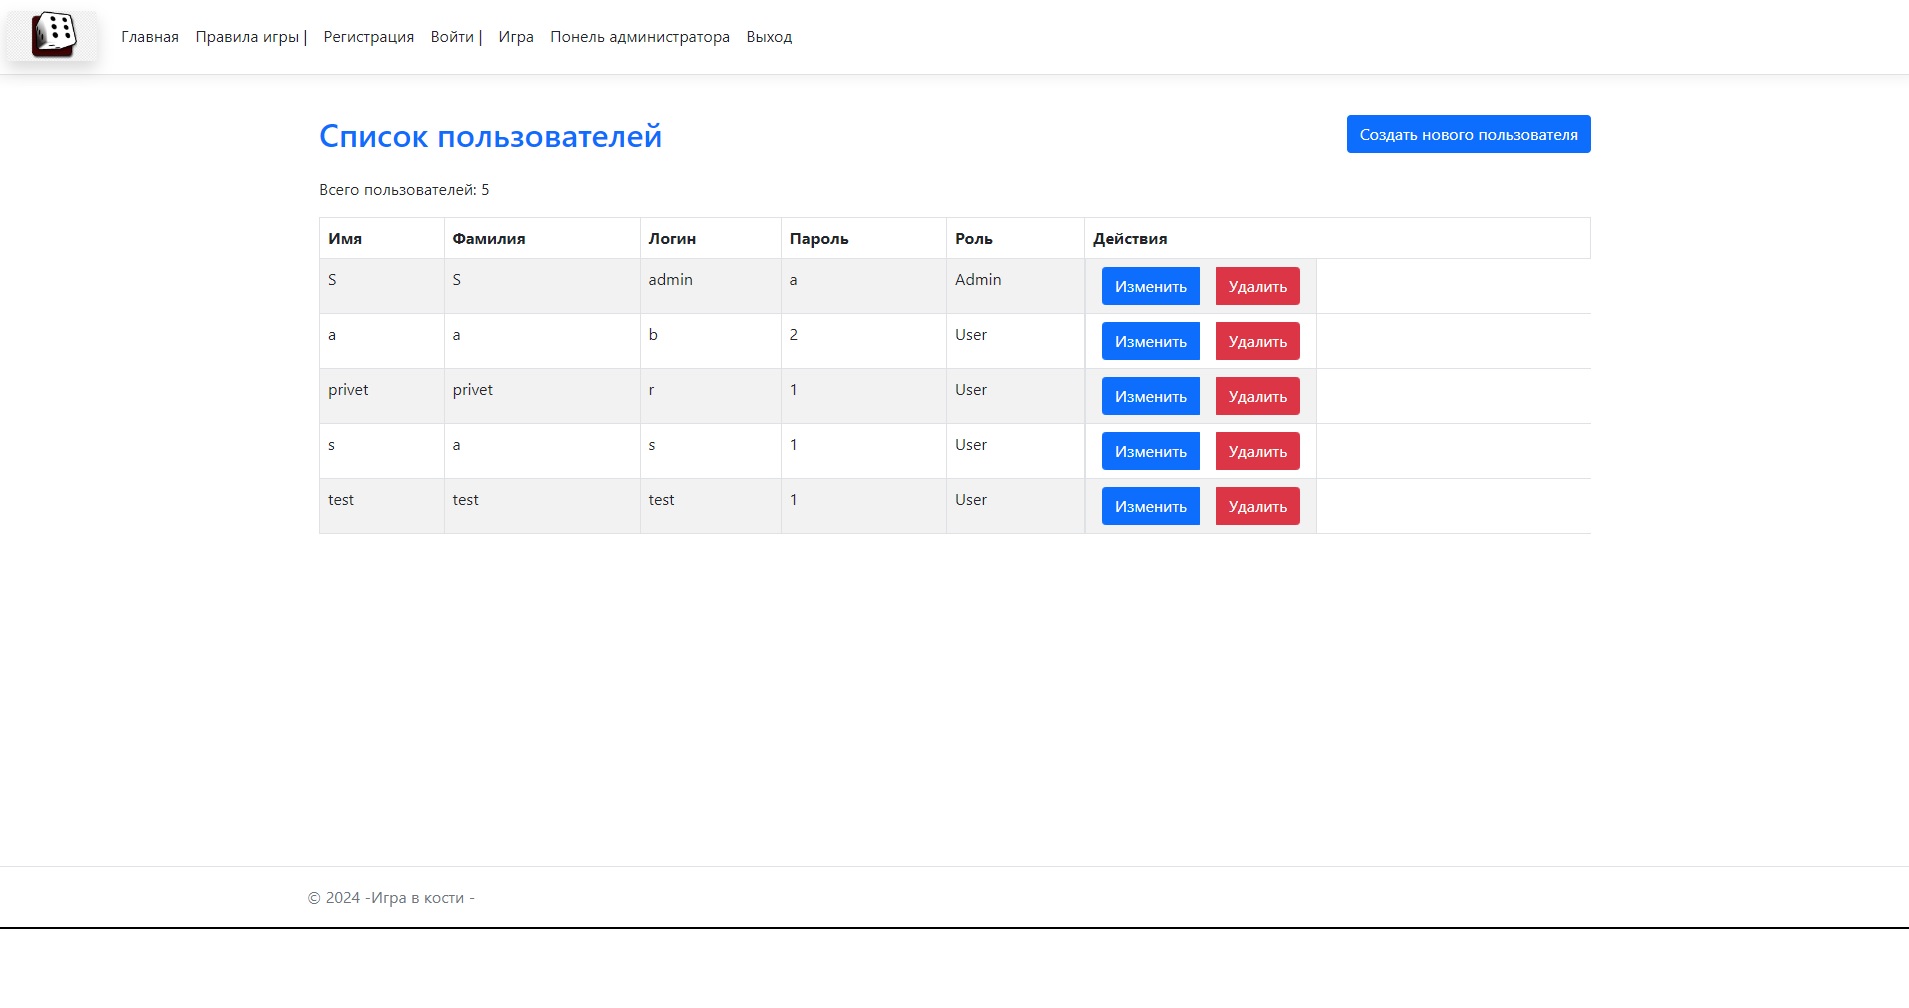 Главная Правила игры | Регистрация Войти | Игра Понель администратора Выход
Список пользователей Создать нового пользователя
Всего пользователей: 5
Имя Фамилия Логин Пароль Роль Действия
S S admin a Admin Изменить Удалить
a a b 2 User Изменить Удалить
privet privet r 1 User Изменить Удалить
s a s 1 User Изменить Удалить
test test test 1 User Изменить Удалить
© 2024 -Игра в кости -